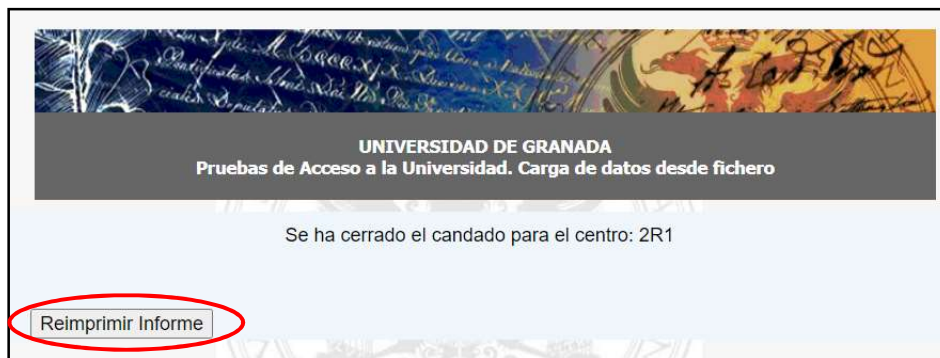 UNIVERSIDAD DE GRANADA
Pruebas de Acceso a la Universidad. Carga de datos desde fichero
Se ha cerrado el candado para el centro: 2R1
Reimprimir Informe